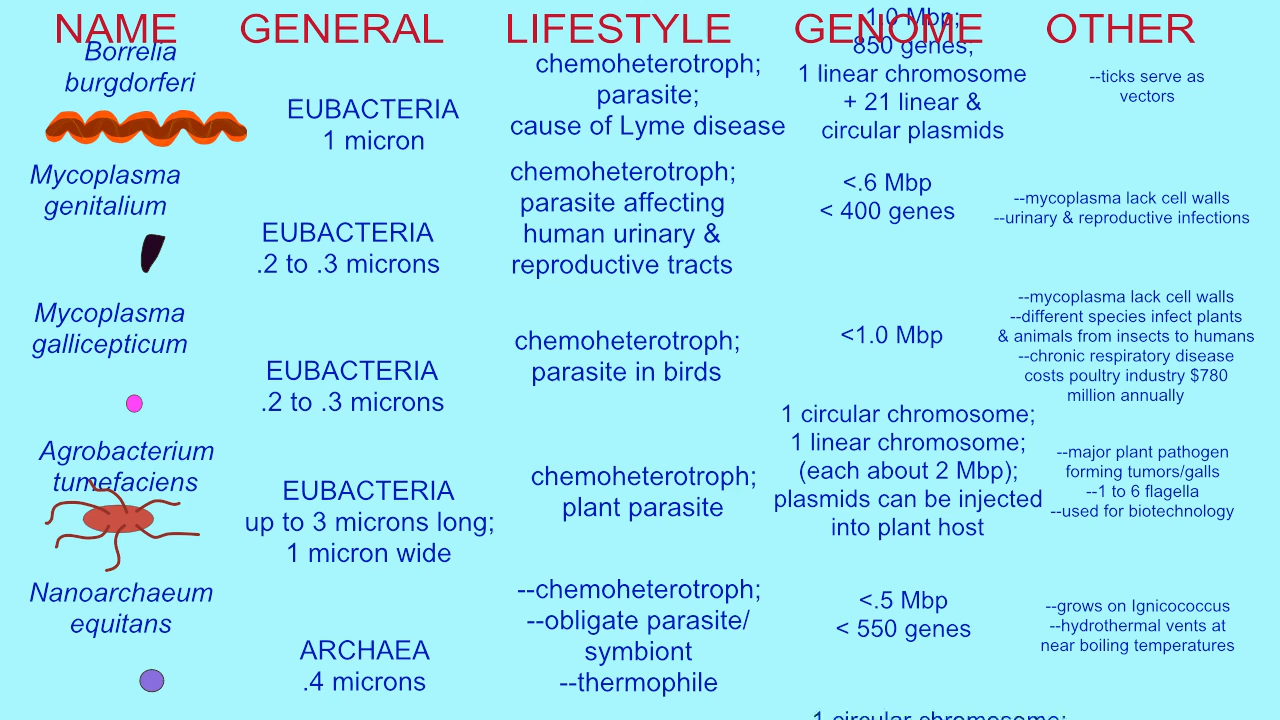 NAME GENERAL LIFESTYLE GENOME OTHER
Borrelia
burgdorferi
EUBACTERIA
1 micron
chemoheterotroph;
parasite;
cause of Lyme disease
1.0 Mbp;
850 genes;
1 linear chromosome
+ 21 linear &
circular plasmids
--ticks serve as
vectors
Mycoplasma
genitalium
EUBACTERIA
.2 to .3 microns
chemoheterotroph;
parasite affecting
human urinary &
reproductive tracts
<.6 Mbp
< 400 genes
--mycoplasma lack cell walls
--urinary & reproductive infections
Mycoplasma
gallicepticum
EUBACTERIA
.2 to .3 microns
chemoheterotroph;
parasite in birds
<1.0 Mbp
--mycoplasma lack cell walls
--different species infect plants
& animals from insects to humans
--chronic respiratory disease
costs poultry industry $780
million annually
Agrobacterium
tumefaciens
EUBACTERIA
up to 3 microns long;
1 micron wide
chemoheterotroph;
plant parasite
1 circular chromosome;
1 linear chromosome;
(each about 2 Mbp);
plasmids can be injected
into plant host
--major plant pathogen
forming tumors/galls
--1 to 6 flagella
--used for biotechnology
Nanoarchaeum
equitans
ARCHAEA
.4 microns
--chemoheterotroph;
--obligate parasite/
symbiont
--thermophile
<.5 Mbp
< 550 genes
--grows on Ignicococcus
--hydrothermal vents at
near boiling temperatures
1 circular chromosome;